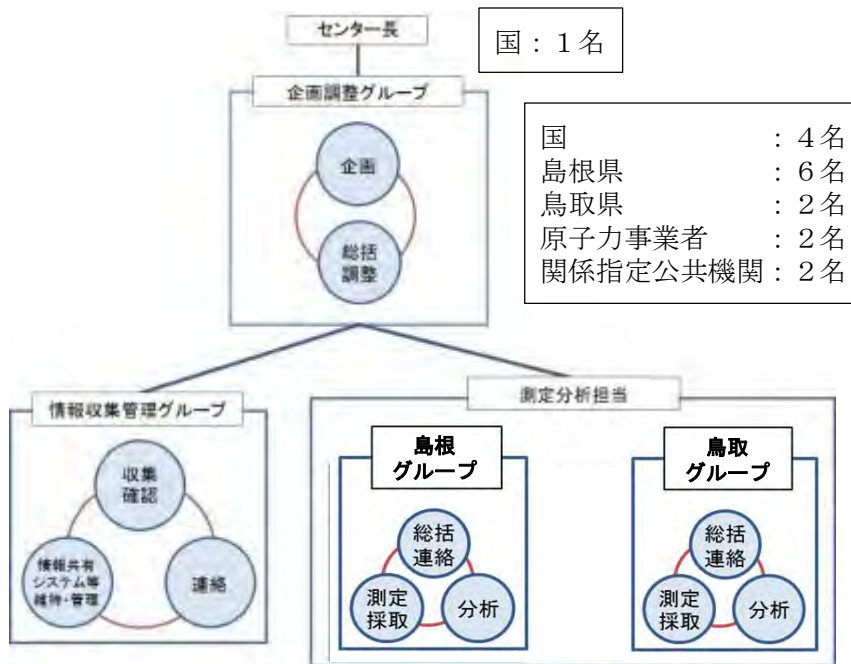 センター長
国：１名
企画調整グループ
企画
総括
調整
国：４名
島根県：６名
鳥取県：２名
原子力事業者：２名
関係指定公共機関：２名
情報収集管理グループ
収集
確認
情報共有
システム等
維持・管理
連絡
測定分析担当
島根
グループ
総括
連絡
測定
採取
分析
鳥取
グループ
総括
連絡
測定
採取
分析